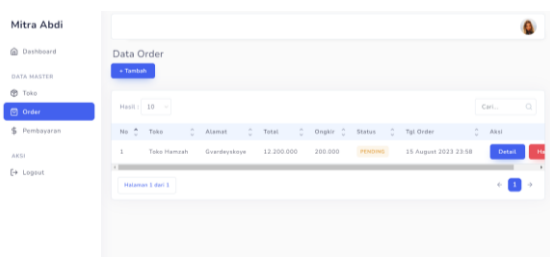 Mitra Abdi
Dashboard
DATA MASTER
Toko
Order
Pembayaran
AKSI
Logout
Data Order
+ Tambah
Hasil : 10
Cari...
No Toko Alamat Total Ongkir Status Tgl Order Aksi
1 Toko Hamzah Gvardeyskoye 12.200.000 200.000 PENDING 15 August 2023 23:58 Detail Ha
Halaman 1 dari 1
1